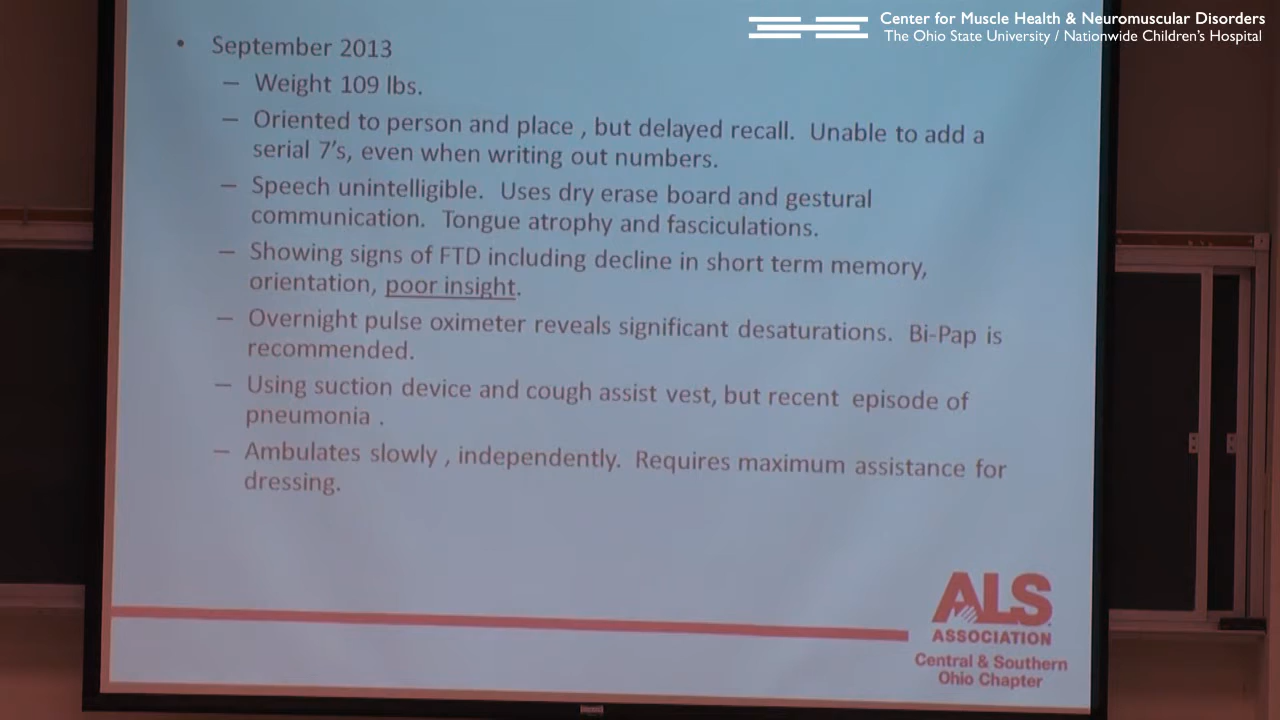 Center for Muscle Health & Neuromuscular Disorders
The Ohio State University / Nationwide Children's Hospital
• September 2013
– Weight 109 lbs.
– Oriented to person and place , but delayed recall. Unable to add a
serial 7's, even when writing out numbers.
– Speech unintelligible. Uses dry erase board and gestural
communication. Tongue atrophy and fasciculations.
– Showing signs of FTD including decline in short term memory,
orientation, poor insight.
– Overnight pulse oximeter reveals significant desaturations. Bi-Pap is
recommended.
– Using suction device and cough assist vest, but recent episode of
pneumonia .
– Ambulates slowly , independently. Requires maximum assistance for
dressing.
ALS
ASSOCIATION
Central & Southern
Ohio Chapter